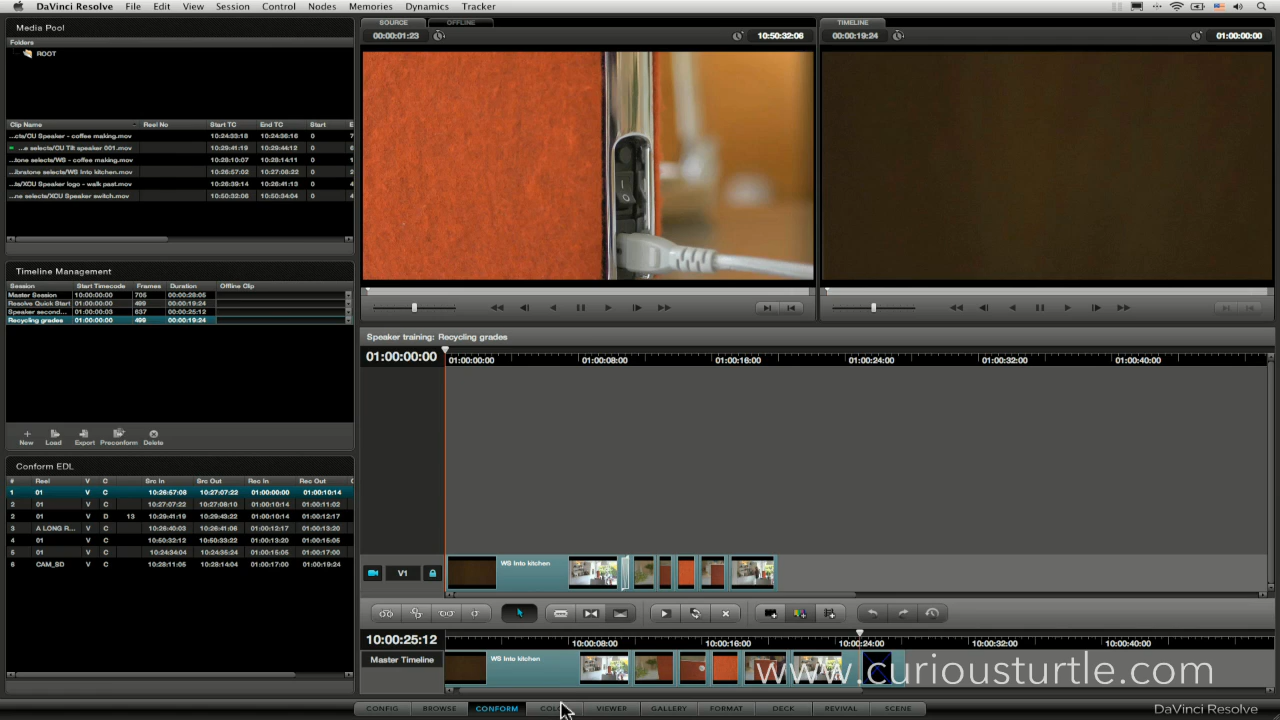 DaVinci Resolve File Edit View Session Control Nodes Memories Dynamics Tracker
Media Pool
Folders
ROOT
Clip Name Reel No Start TC End TC Start E
...cts/CU Speaker - coffee making.mov 10:24:33:18 10:24:36:16 0 7
...e selects/CU Tilt speaker 001.mov 10:29:41:19 10:29:44:12 0 6
...tone selects/WS - coffee making.mov 10:28:10:07 10:28:14:11 0
...bratone selects/WS Into kitchen.mov 10:26:57:02 10:27:08:22 0
...ts/XCU Speaker logo - walk past.mov 10:26:39:14 10:26:41:13 0
...ne selects/XCU Speaker switch.mov 10:50:32:06 10:50:34:04 0 4
Timeline Management
Session Start Timecode Frames Duration Offline Clip
Master Session 10:00:00:00 705 00:00:28:05
Resolve Quick Start 01:00:00:00 499 00:00:19:24
Speaker second... 01:00:00:03 637 00:00:25:12
Recycling grades 01:00:00:00 499 00:00:19:24
New Load Export Preconform Delete
Conform EDL
# Reel V C Src In Src Out Rec In Rec Out
1 01 V C 10:26:57:08 10:27:07:22 01:00:00:00 01:00:10:14
2 01 V C 10:27:07:22 10:27:08:10 01:00:10:14 01:00:11:02
2 01 V D 13 10:29:41:19 10:29:43:22 01:00:10:14 01:00:12:17
3 A LONG R... V C 10:26:40:03 10:26:41:06 01:00:12:17 01:00:13:20
4 01 V C 10:50:32:12 10:50:33:22 01:00:13:20 01:00:15:05
5 01 V C 10:24:34:04 10:24:35:24 01:00:15:05 01:00:17:00
6 CAM_SD V C 10:28:11:05 10:28:14:04 01:00:17:00 01:00:19:24
SOURCE OFFLINE
00:00:01:23 10:50:32:06
TIMELINE
00:00:19:24 01:00:00:00
Speaker training: Recycling grades
01:00:00:00 01:00:00:00 01:00:08:00 01:00:16:00 01:00:24:00 01:00:32:00 01:00:40:00
V1 WS Into kitchen
10:00:25:12 10:00:08:00 10:00:16:00 10:00:24:00 10:00:32:00 10:00:40:00
Master Timeline WS Into kitchen
www.curiousturtle.com
CONFIG BROWSE CONFORM VIEWER GALLERY FORMAT DECK REVIVAL SCENE DaVinci Resolve